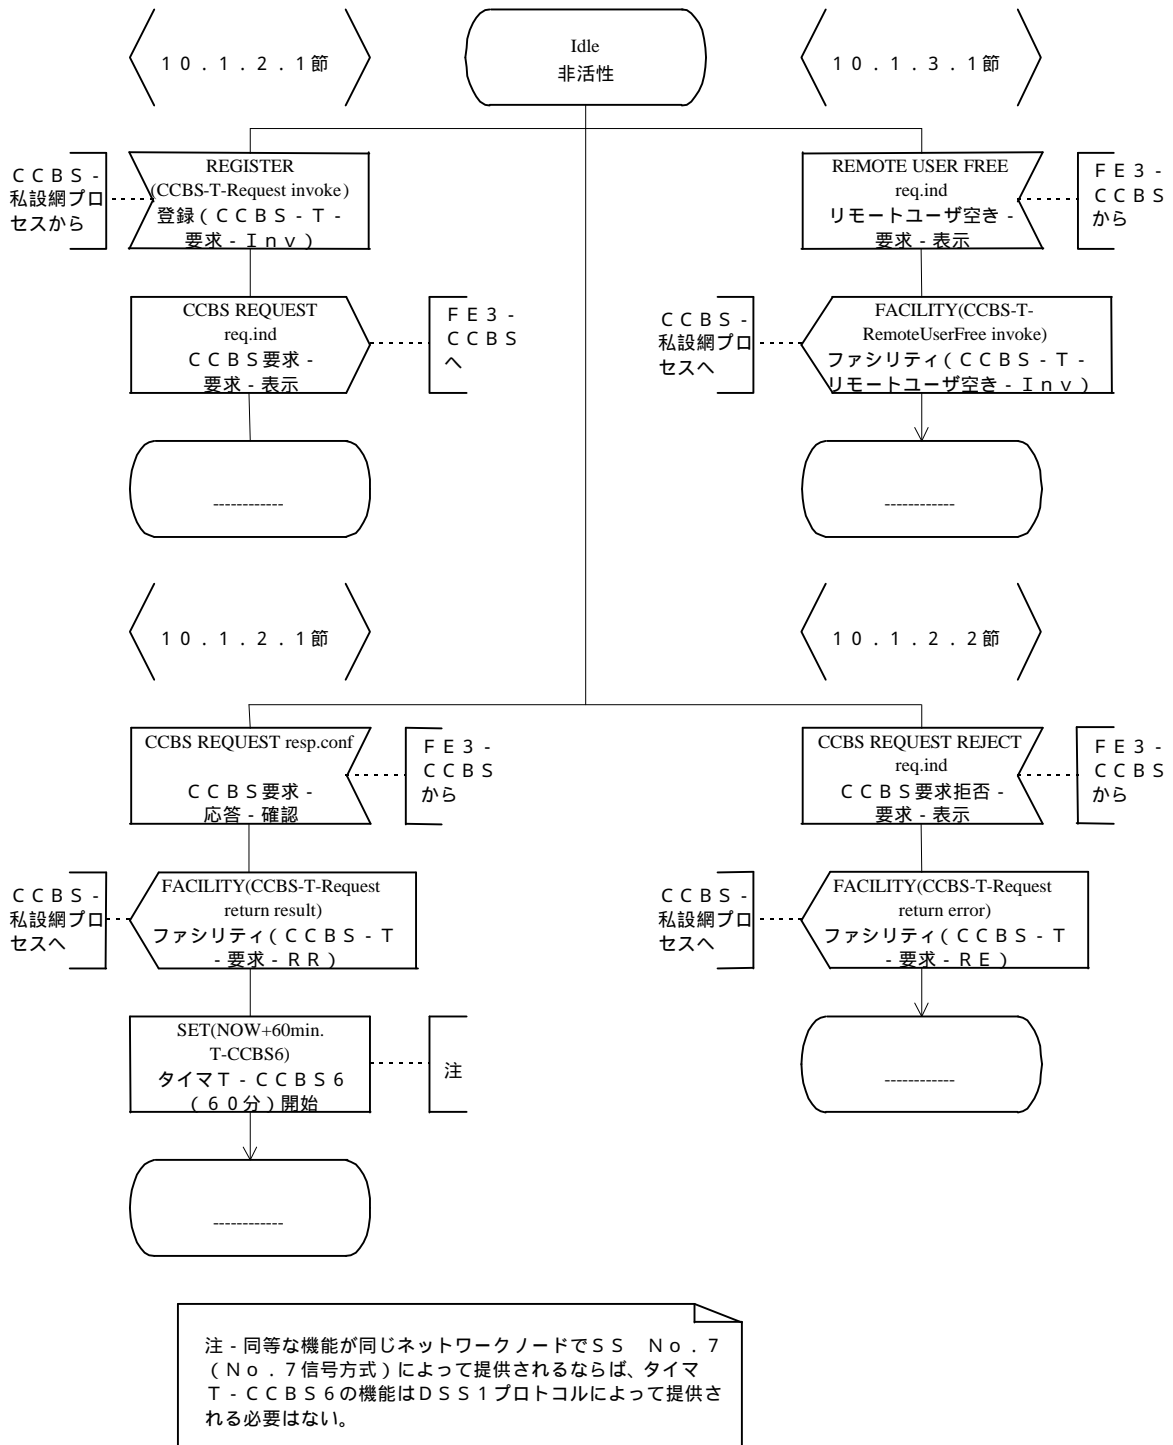 １０．１．２．１節
Idle
非活性
１０．１．３．１節
ＣＣＢＳ-
私設網プロ
セスから
REGISTER
(CCBS-T-Request invoke)
登録(ＣＣＢＳ-Ｔ-
要求-Ｉｎｖ)
REMOTE USER FREE
req.ind
リモートユーザ空き-
要求-表示
ＦＥ３-
ＣＣＢＳ
から
CCBS REQUEST
req.ind
ＣＣＢＳ要求-
要求-表示
ＦＥ３-
ＣＣＢＳ
へ
ＣＣＢＳ-
私設網プロ
セスへ
FACILITY(CCBS-T-
RemoteUserFree invoke)
ファシリティ(ＣＣＢＳ-Ｔ-
リモートユーザ空き-Ｉｎｖ)
------------
------------
１０．１．２．１節
１０．１．２．２節
CCBS REQUEST resp.conf
ＣＣＢＳ要求-
応答-確認
ＦＥ３-
ＣＣＢＳ
から
CCBS REQUEST REJECT
req.ind
ＣＣＢＳ要求拒否-
要求-表示
ＦＥ３-
ＣＣＢＳ
から
ＣＣＢＳ-
私設網プロ
セスへ
FACILITY(CCBS-T-Request
return result)
ファシリティ(ＣＣＢＳ-Ｔ
-要求-ＲＲ)
ＣＣＢＳ-
私設網プロ
セスへ
FACILITY(CCBS-T-Request
return error)
ファシリティ(ＣＣＢＳ-Ｔ
-要求-ＲＥ)
SET(NOW+60min.
T-CCBS6)
タイマＴ-ＣＣＢＳ６
(６０分)開始
注
------------
------------
注-同等な機能が同じネットワークノードでＳＳ　Ｎｏ．７
(Ｎｏ．７信号方式)によって提供されるならば、タイマ
Ｔ-ＣＣＢＳ６の機能はＤＳＳ１プロトコルによって提供さ
れる必要はない。